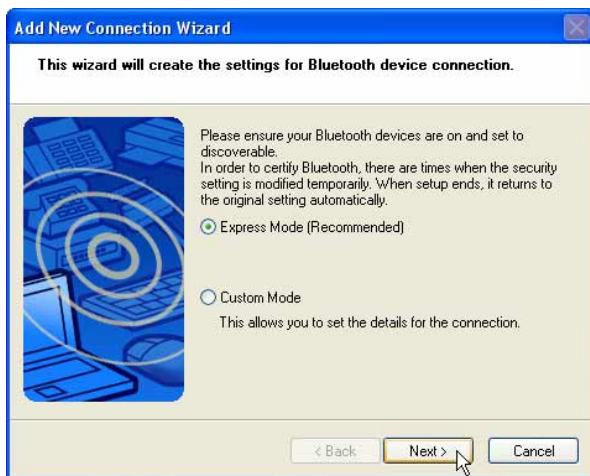 Add New Connection Wizard
This wizard will create the settings for Bluetooth device connection.
Please ensure your Bluetooth devices are on and set to
discoverable.
In order to certify Bluetooth, there are times when the security
setting is modified temporarily. When setup ends, it returns to
the original setting automatically.
Express Mode (Recommended)
Custom Mode
This allows you to set the details for the connection.
< Back Next > Cancel